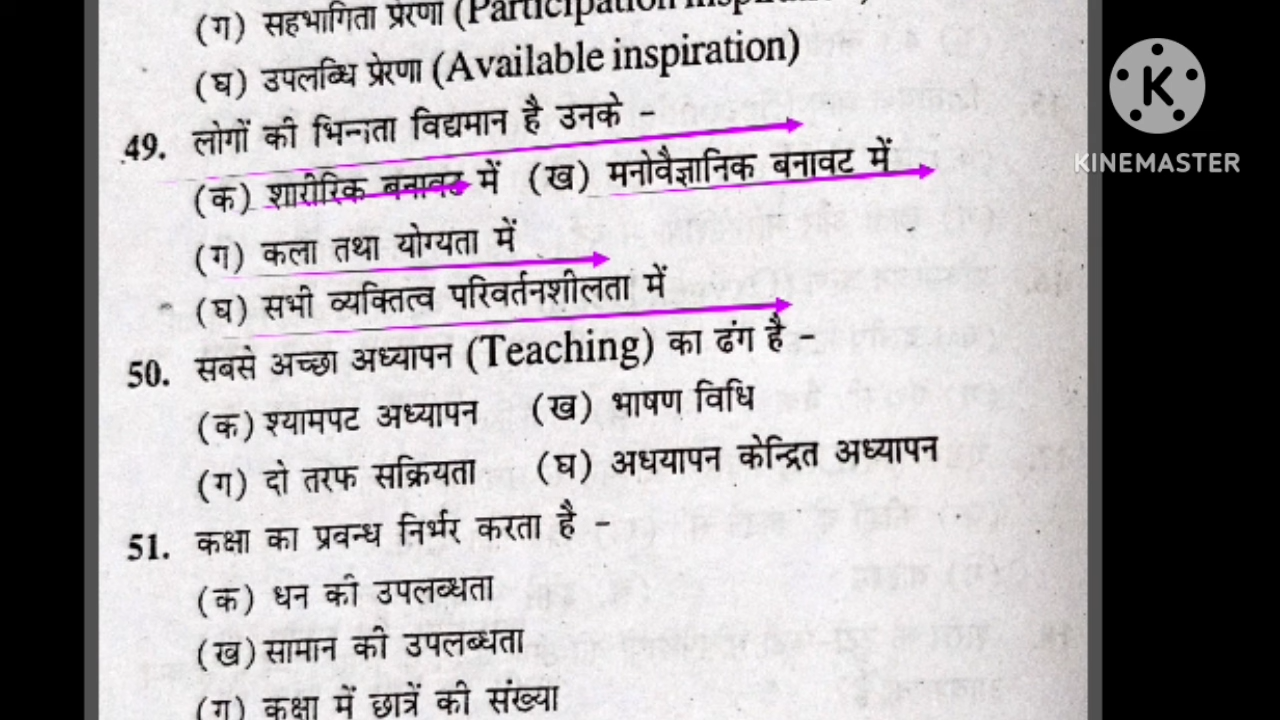 (ग) सहभागिता प्रेरणा (Participation inspiration)
(घ) उपलब्धि प्रेरणा (Available inspiration)
49. लोगों की भिन्नता विद्यमान है उनके -
(क) शारीरिक बनावट में (ख) मनोवैज्ञानिक बनावट में
(ग) कला तथा योग्यता में
(घ) सभी व्यक्तित्व परिवर्तनशीलता में
50. सबसे अच्छा अध्यापन (Teaching) का ढंग है -
(क) श्यामपट अध्यापन (ख) भाषण विधि
(ग) दो तरफ सक्रियता (घ) अधयापन केन्द्रित अध्यापन
51. कक्षा का प्रवन्ध निर्भर करता है -
(क) धन की उपलब्धता
(ख) सामान की उपलब्धता
(ग) कक्षा में छात्रें की संख्या
K
KINEMASTER